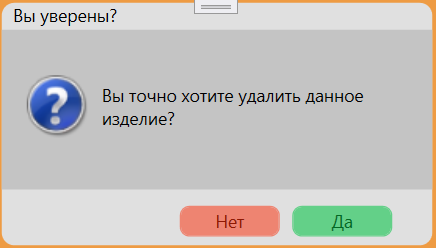 Вы уверены?
Вы точно хотите удалить данное
изделие?
Нет
Да